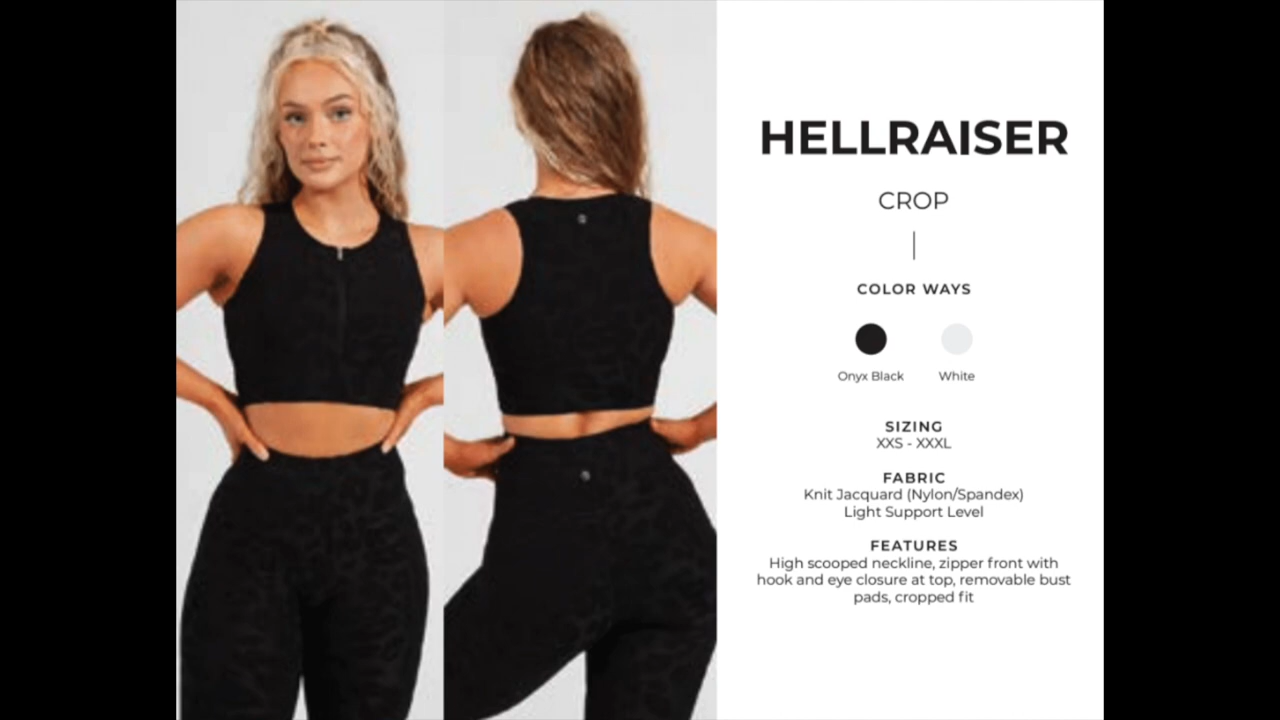 HELLRAISER
CROP
COLOR WAYS
Onyx Black
White
SIZING
XXS - XXXL
FABRIC
Knit Jacquard (Nylon/Spandex)
Light Support Level
FEATURES
High scooped neckline, zipper front with
hook and eye closure at top, removable bust
pads, cropped fit